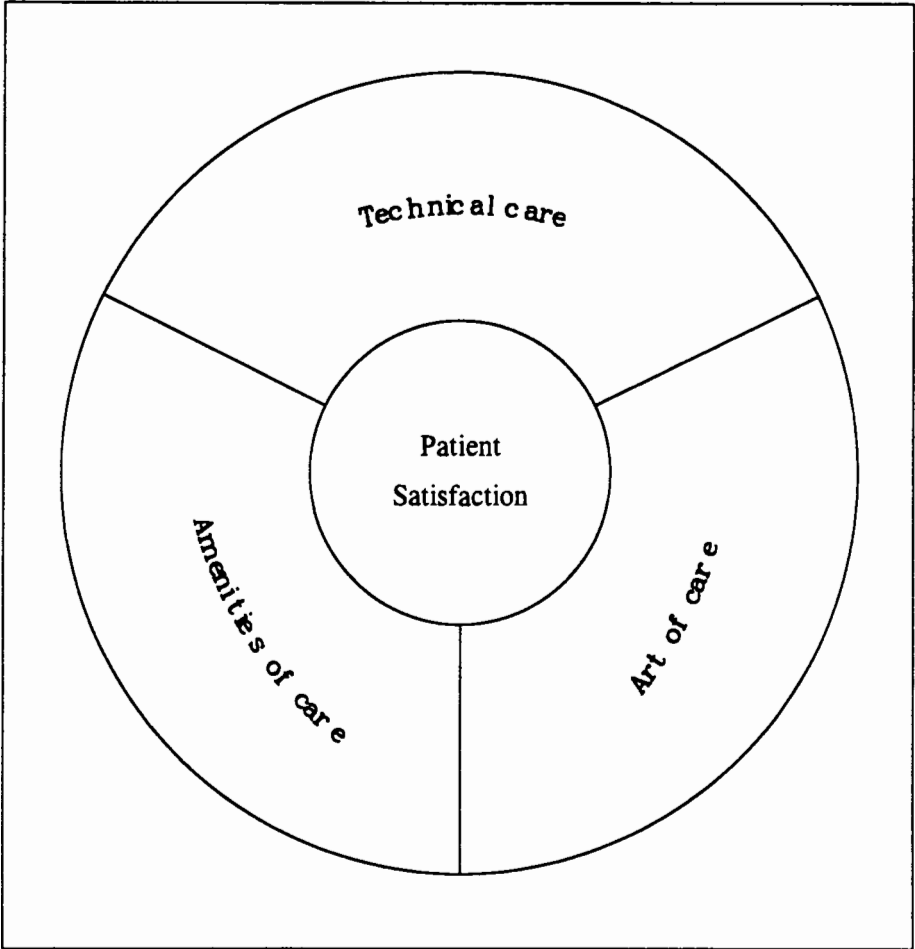 Technical care
Patient
Satisfaction
Amenities of care
Art of care